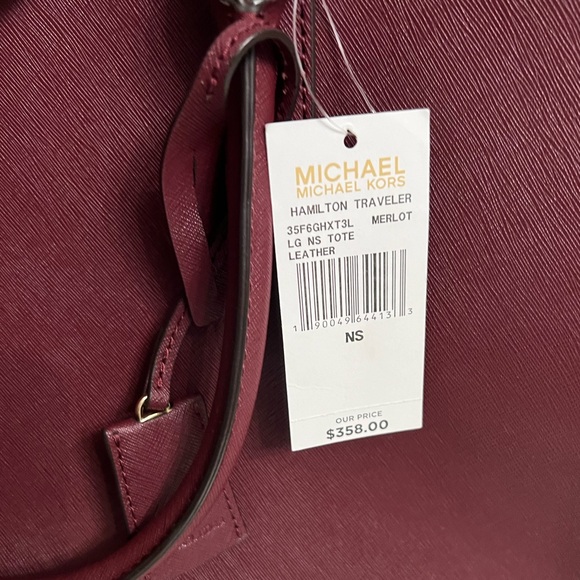 MICHAEL
MICHAEL KORS
HAMILTON TRAVELER
35F6GHXT3L MERLOT
LG NS TOTE
LEATHER
1 90049 64413 3
NS
OUR PRICE
$358.00